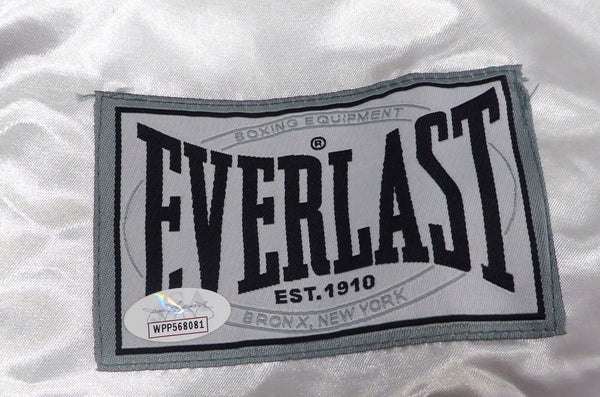 BOXING EQUIPMENT
®
EVERLAST
EST. 1910
BRONX, NEW YORK
WPP568081